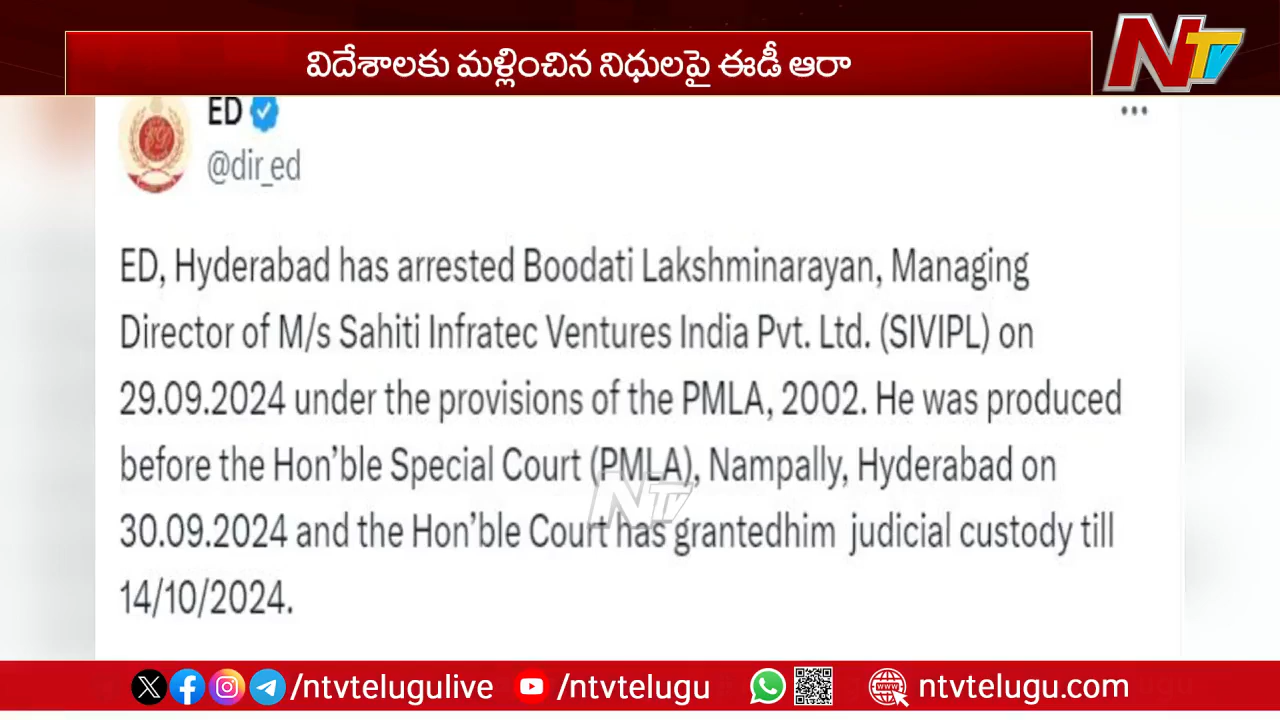 విదేశాలకు మళ్లించిన నిధులపై ఈడీ ఆరా
NTV
ED
@dir_ed
ED, Hyderabad has arrested Boodati Lakshminarayan, Managing
Director of M/s Sahiti Infratec Ventures India Pvt. Ltd. (SIVIPL) on
29.09.2024 under the provisions of the PMLA, 2002. He was produced
before the Hon'ble Special Court (PMLA), Nampally, Hyderabad on
NTV
30.09.2024 and the Hon'ble Court has grantedhim judicial custody till
14/10/2024.
/ntvtelugulive /ntvtelugu ntvtelugu.com